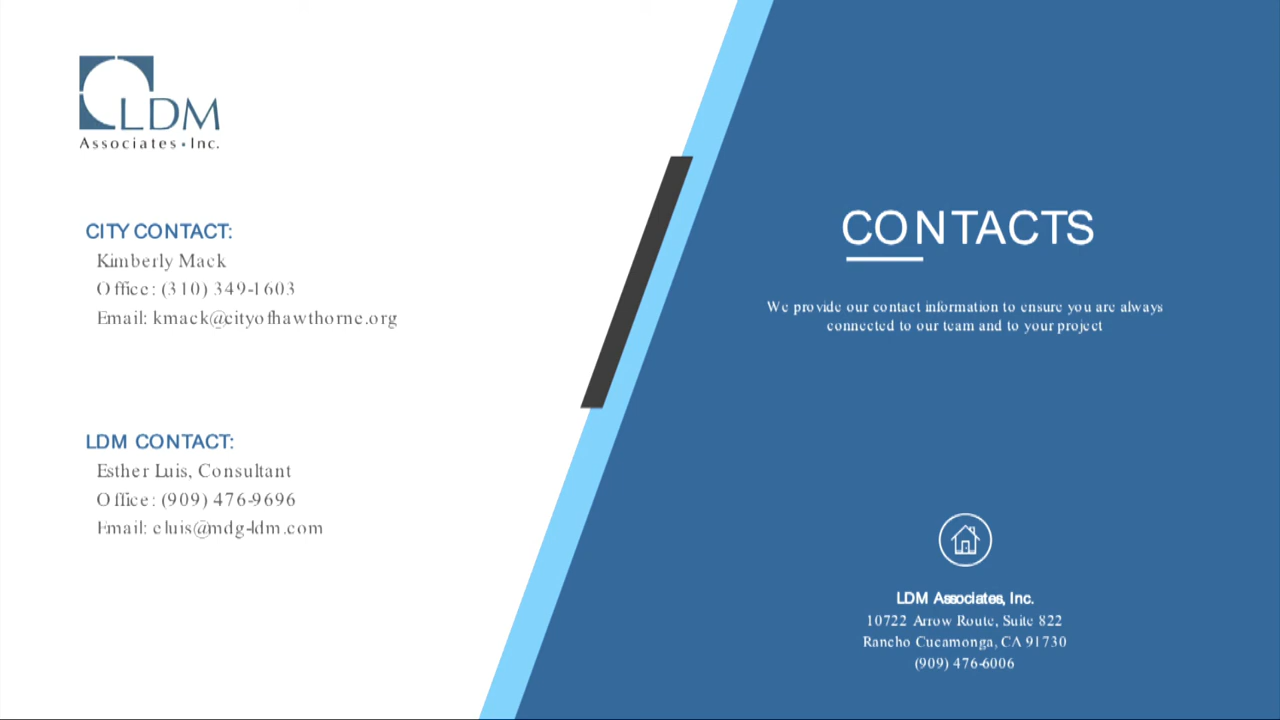 LDM
Associates • Inc.
CITY CONTACT:
Kimberly Mack
Office: (310) 349-1603
Email: kmack@cityofhawthorne.org
LDM CONTACT:
Esther Luis, Consultant
Office: (909) 476-9696
Email: eluis@mdg-ldm.com
CONTACTS
We provide our contact information to ensure you are always
connected to our team and to your project
LDM Associates, Inc.
10722 Arrow Route, Suite 822
Rancho Cucamonga, CA 91730
(909) 476-6006